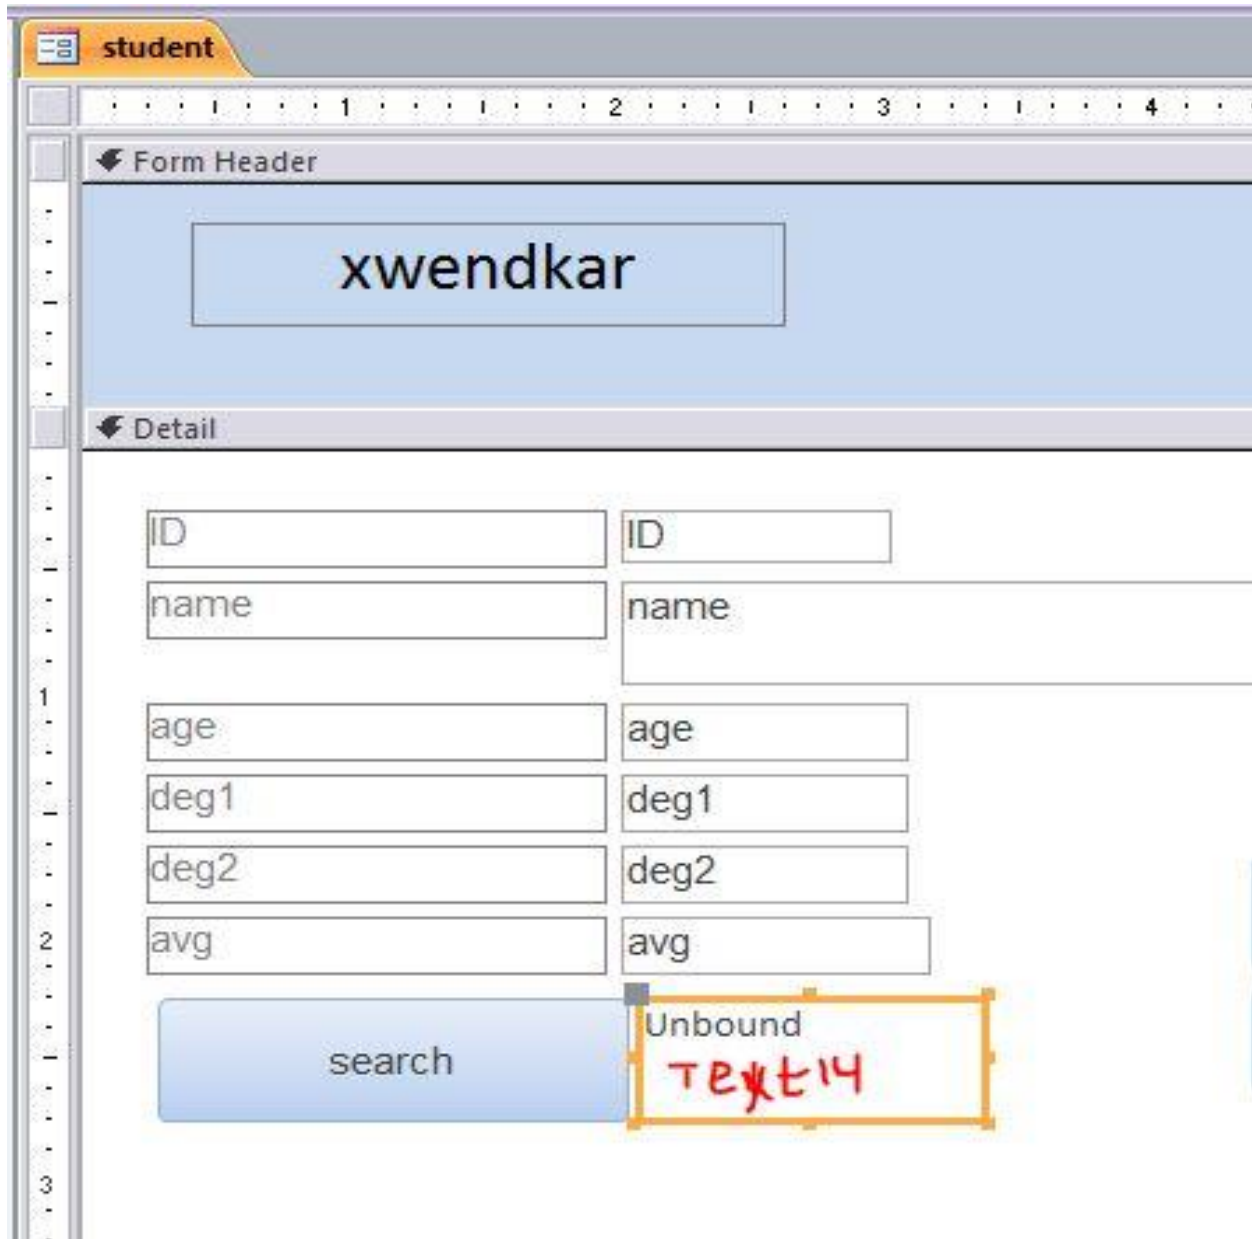 student
1 2 3 4
Form Header
xwendkar
Detail
ID ID
name name
1
age age
deg1 deg1
deg2 deg2
2
avg avg
search Unbound
Text14
3